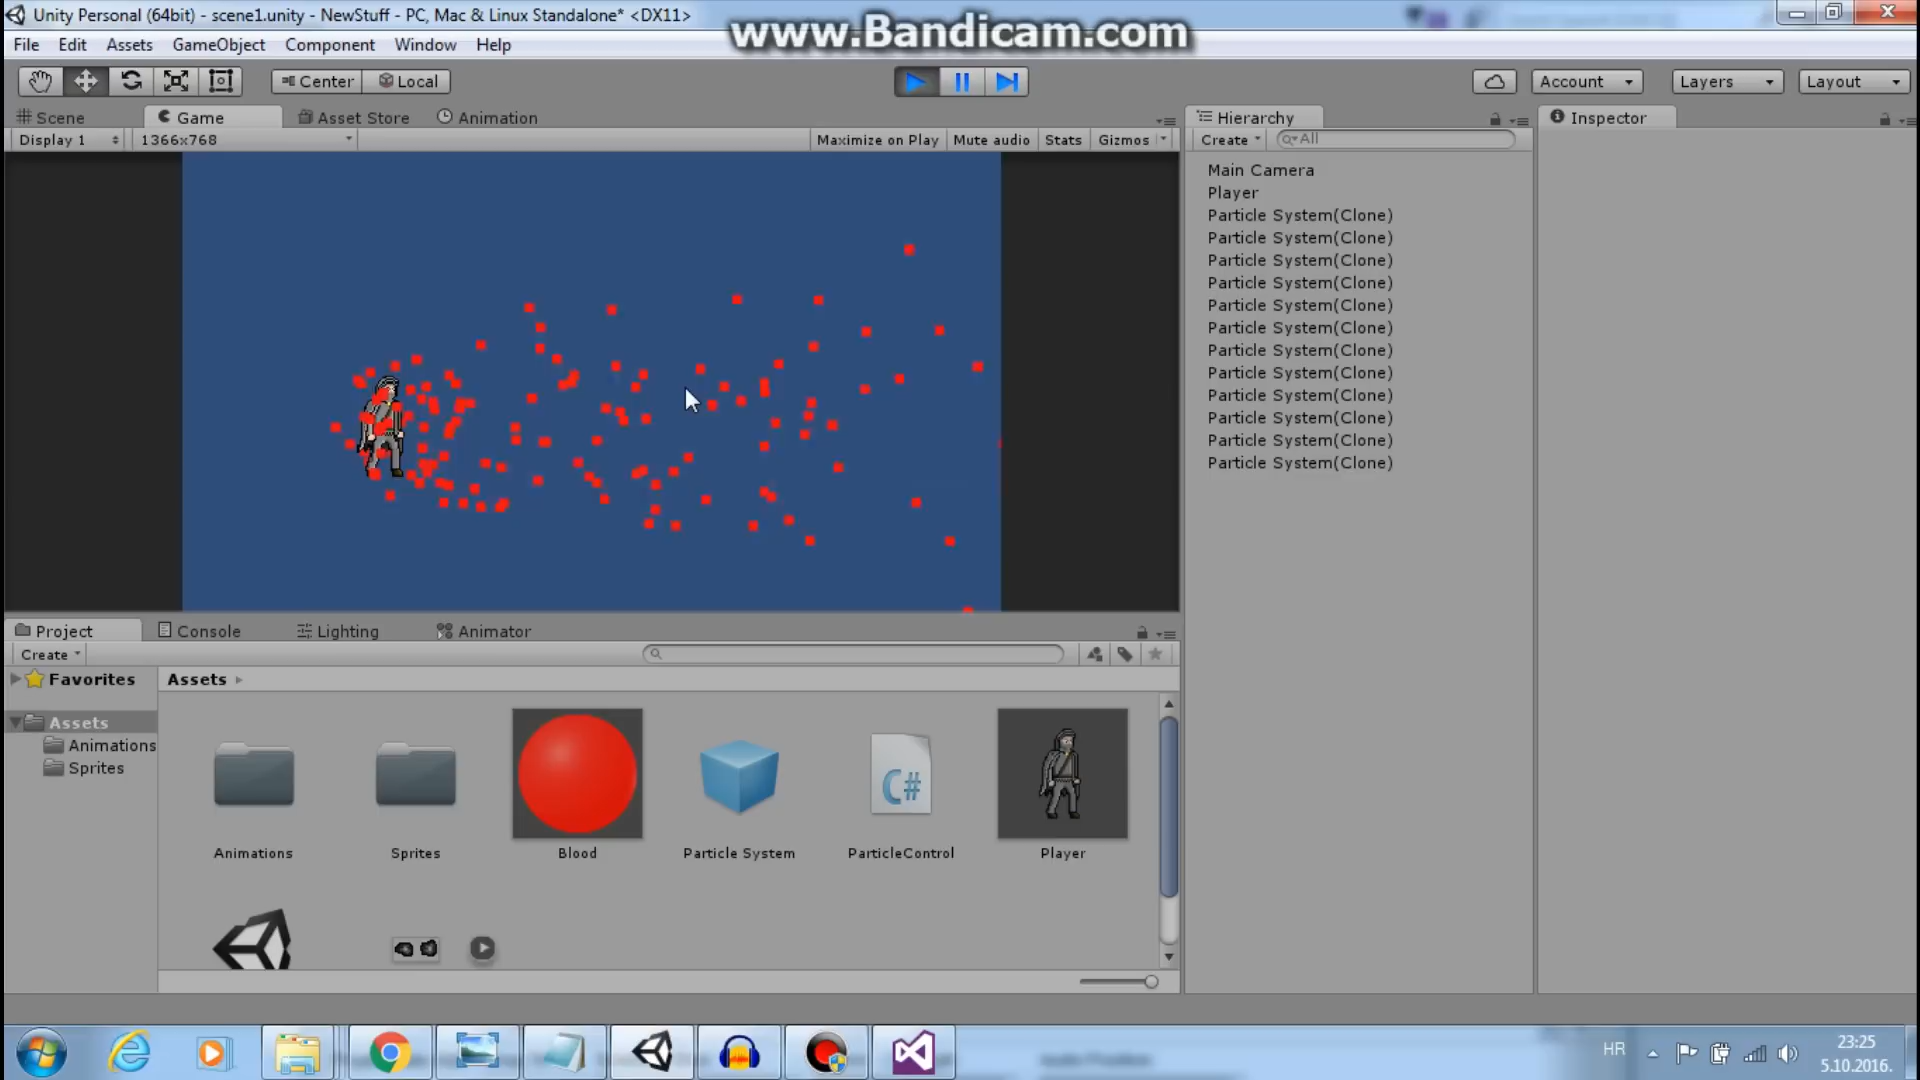 Unity Personal (64bit) - scene1.unity - NewStuff - PC, Mac & Linux Standalone* <DX11>
www.Bandicam.com
File Edit Assets GameObject Component Window Help
Center Local Account Layers Layout
Scene Game Asset Store Animation Hierarchy Inspector
Display 1 1366x768 Maximize on Play Mute audio Stats Gizmos Create All
Main Camera
Player
Particle System(Clone)
Particle System(Clone)
Particle System(Clone)
Particle System(Clone)
Particle System(Clone)
Particle System(Clone)
Particle System(Clone)
Particle System(Clone)
Particle System(Clone)
Particle System(Clone)
Particle System(Clone)
Particle System(Clone)
Project Console Lighting Animator
Create
Favorites Assets
Assets
Animations
Sprites
C#
Animations Sprites Blood Particle System ParticleControl Player
HR 23:25
5.10.2016.